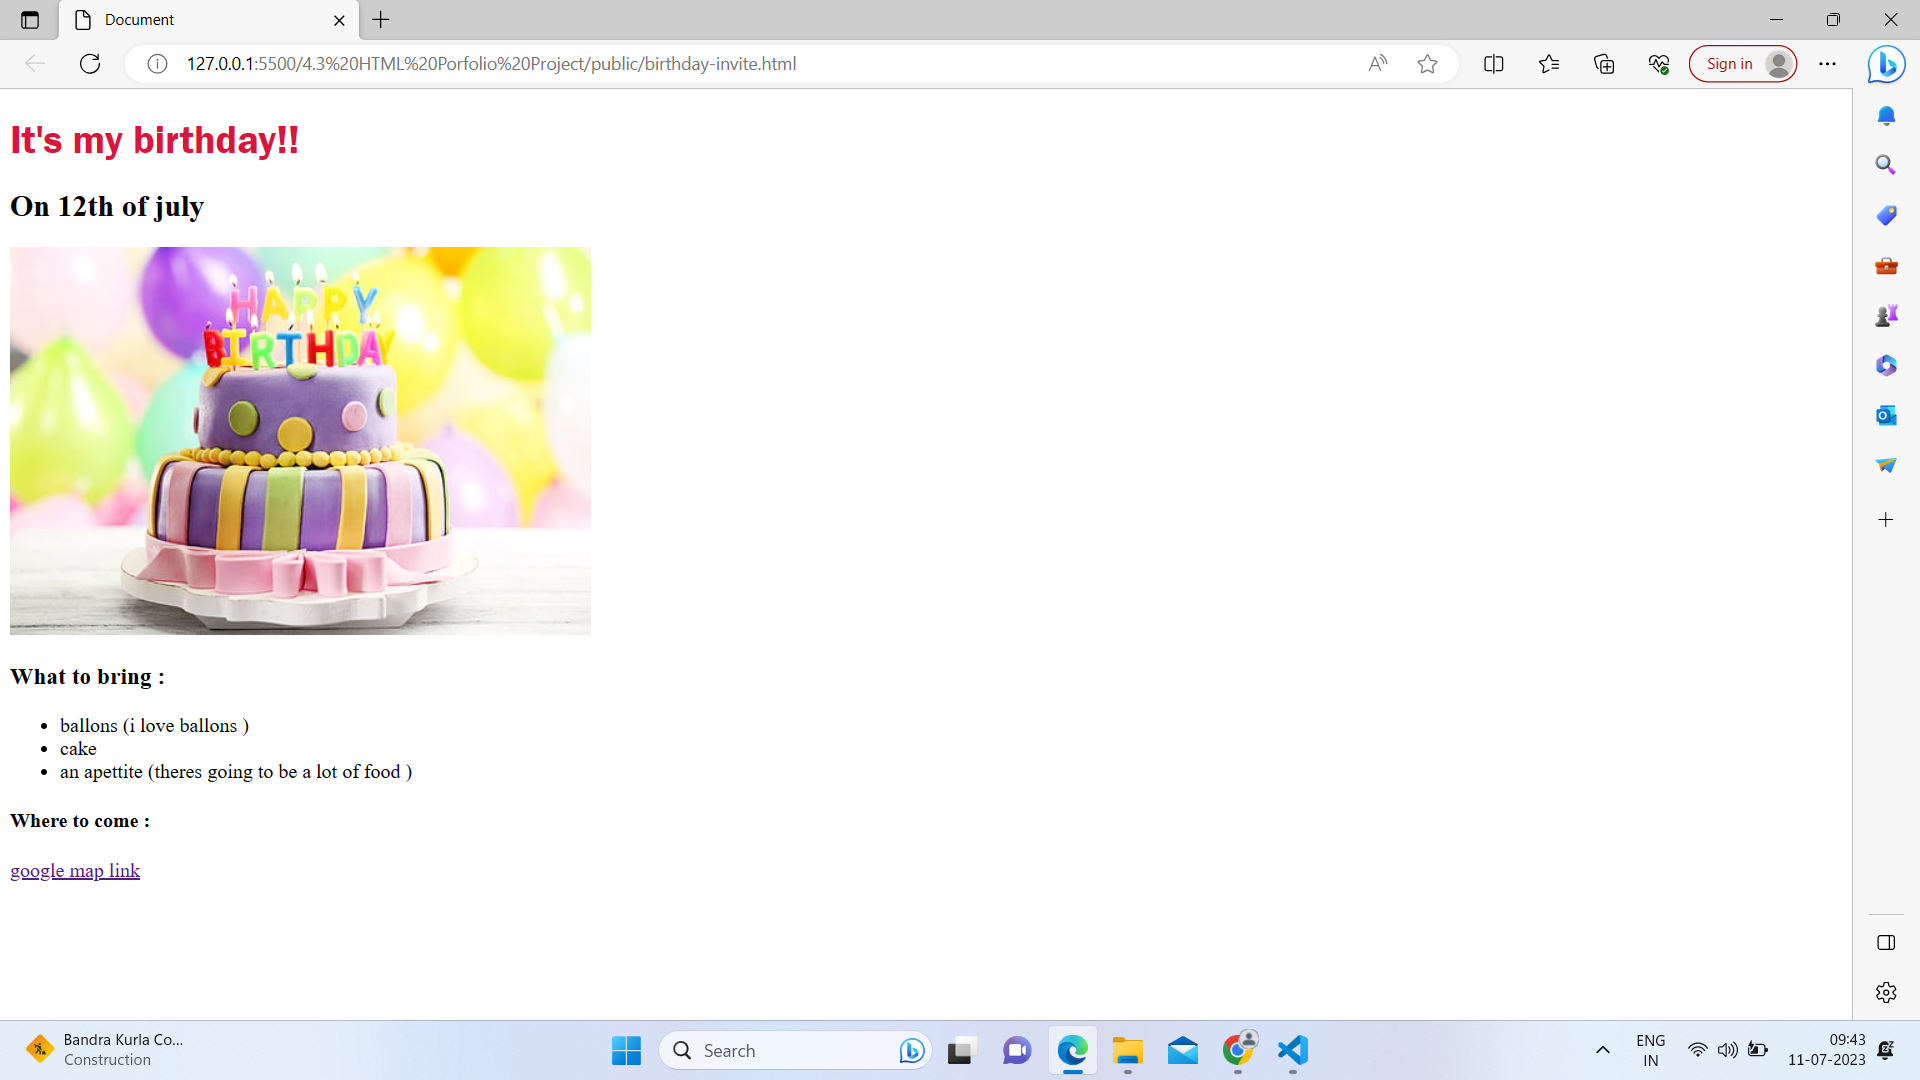 Document
127.0.0.1:5500/4.3%20HTML%20Porfolio%20Project/public/birthday-invite.html
Sign in
It's my birthday!!
On 12th of july
HAPPY
BIRTHDAY
What to bring :
ballons (i love ballons )
cake
an apettite (theres going to be a lot of food )
Where to come :
google map link
Bandra Kurla Co...
Construction
Search
ENG
IN
09:43
11-07-2023